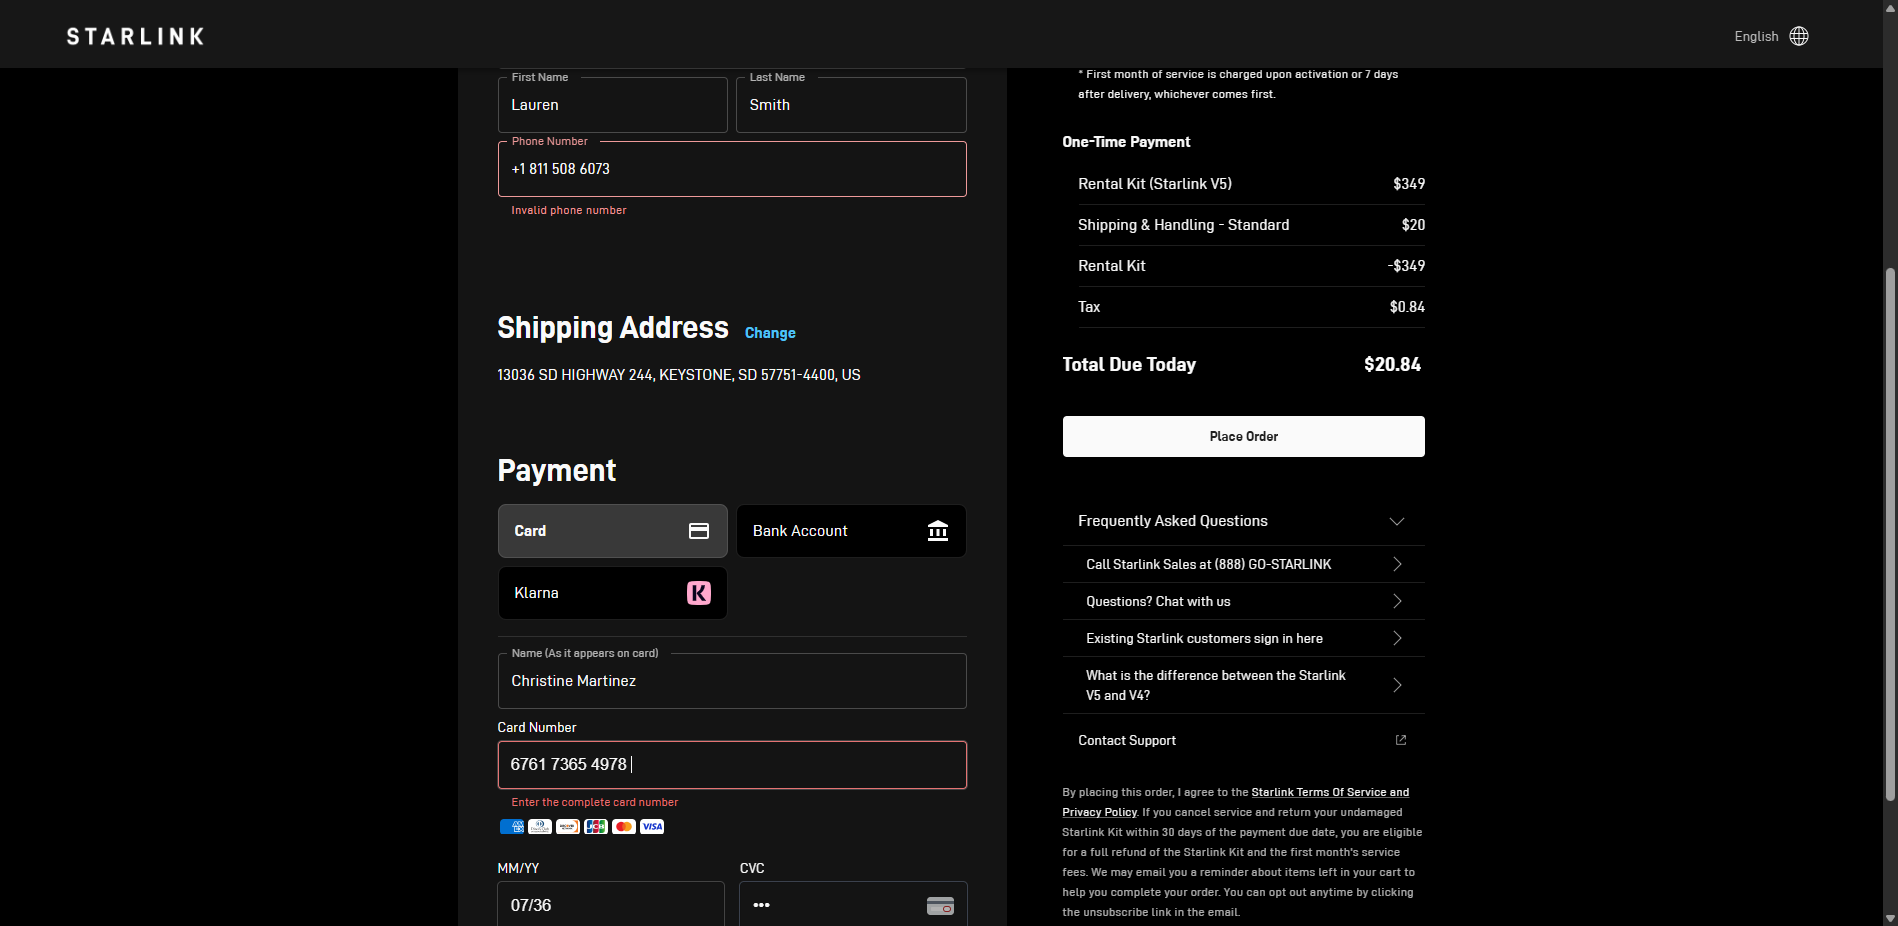 STARLINK
English
First Name
Lauren
Last Name
Smith
Phone Number
+1 811 508 6073
Invalid phone number
Shipping Address Change
13036 SD HIGHWAY 244, KEYSTONE, SD 57751-4400, US
Payment
Card
Bank Account
Klarna
K
Name (As it appears on card)
Christine Martinez
Card Number
6761 7365 4978
Enter the complete card number
JCB
VISA
MM/YY
07/36
CVC
•••
* First month of service is charged upon activation or 7 days
after delivery, whichever comes first.
One-Time Payment
Rental Kit (Starlink V5) $349
Shipping & Handling - Standard $20
Rental Kit -$349
Tax $0.84
Total Due Today $20.84
Place Order
Frequently Asked Questions
Call Starlink Sales at (888) GO-STARLINK
Questions? Chat with us
Existing Starlink customers sign in here
What is the difference between the Starlink
V5 and V4?
Contact Support
By placing this order, I agree to the Starlink Terms Of Service and
Privacy Policy. If you cancel service and return your undamaged
Starlink Kit within 30 days of the payment due date, you are eligible
for a full refund of the Starlink Kit and the first month's service
fees. We may email you a reminder about items left in your cart to
help you complete your order. You can opt out anytime by clicking
the unsubscribe link in the email.